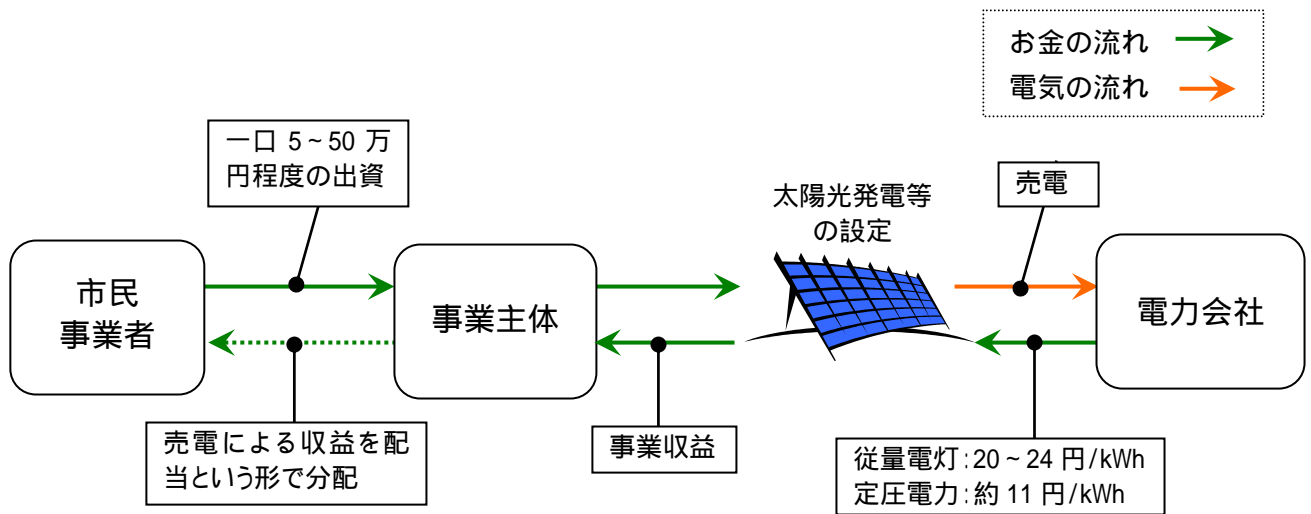 お金の流れ
電気の流れ
一口 5~50 万
円程度の出資
売電
太陽光発電等
の設定
市民
事業者
事業主体
電力会社
売電による収益を配
当という形で分配
事業収益
従量電灯:20~24 円/kWh
定圧電力:約 11 円/kWh